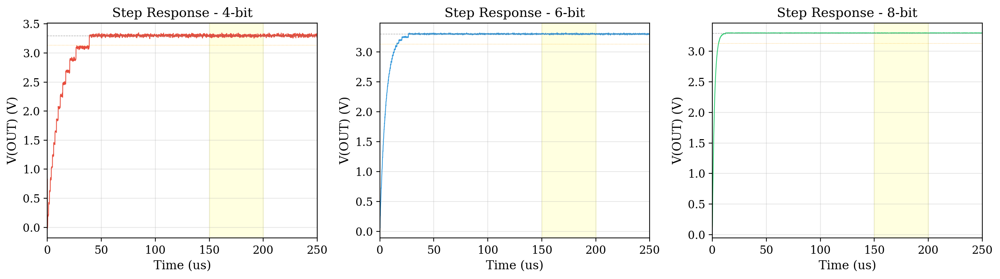 Step Response - 4-bit
3.5
3.0
2.5
2.0
1.5
1.0
0.5
0.0
V(OUT) (V)
0 50 100 150 200 250
Time (us)
Step Response - 6-bit
3.0
2.5
2.0
1.5
1.0
0.5
0.0
V(OUT) (V)
0 50 100 150 200 250
Time (us)
Step Response - 8-bit
3.0
2.5
2.0
1.5
1.0
0.5
0.0
V(OUT) (V)
0 50 100 150 200 250
Time (us)